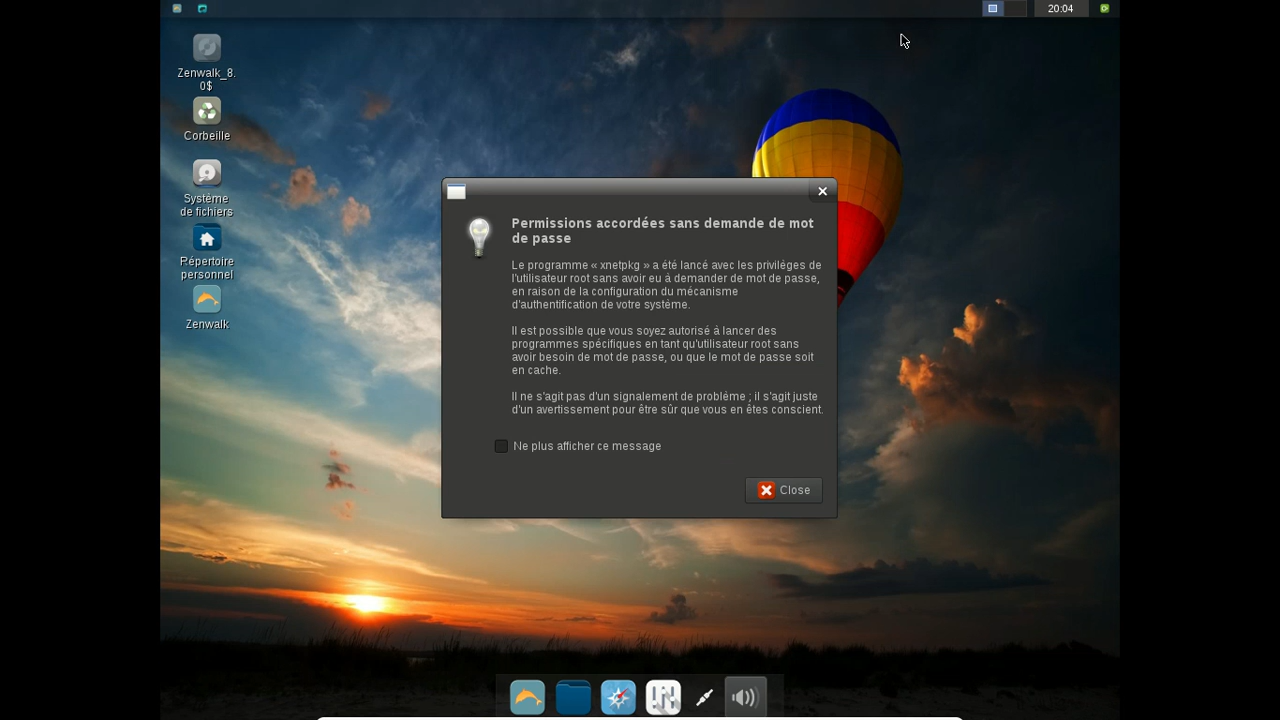 20:04
Zenwalk_8.
0$
Corbeille
Système
de fichiers
Répertoire
personnel
Zenwalk
Permissions accordées sans demande de mot
de passe
Le programme « xnetpkg » a été lancé avec les privilèges de
l'utilisateur root sans avoir eu à demander de mot de passe,
en raison de la configuration du mécanisme
d'authentification de votre système.
Il est possible que vous soyez autorisé à lancer des
programmes spécifiques en tant qu'utilisateur root sans
avoir besoin de mot de passe, ou que le mot de passe soit
en cache.
Il ne s'agit pas d'un signalement de problème ; il s'agit juste
d'un avertissement pour être sûr que vous en êtes conscient.
Ne plus afficher ce message
Close